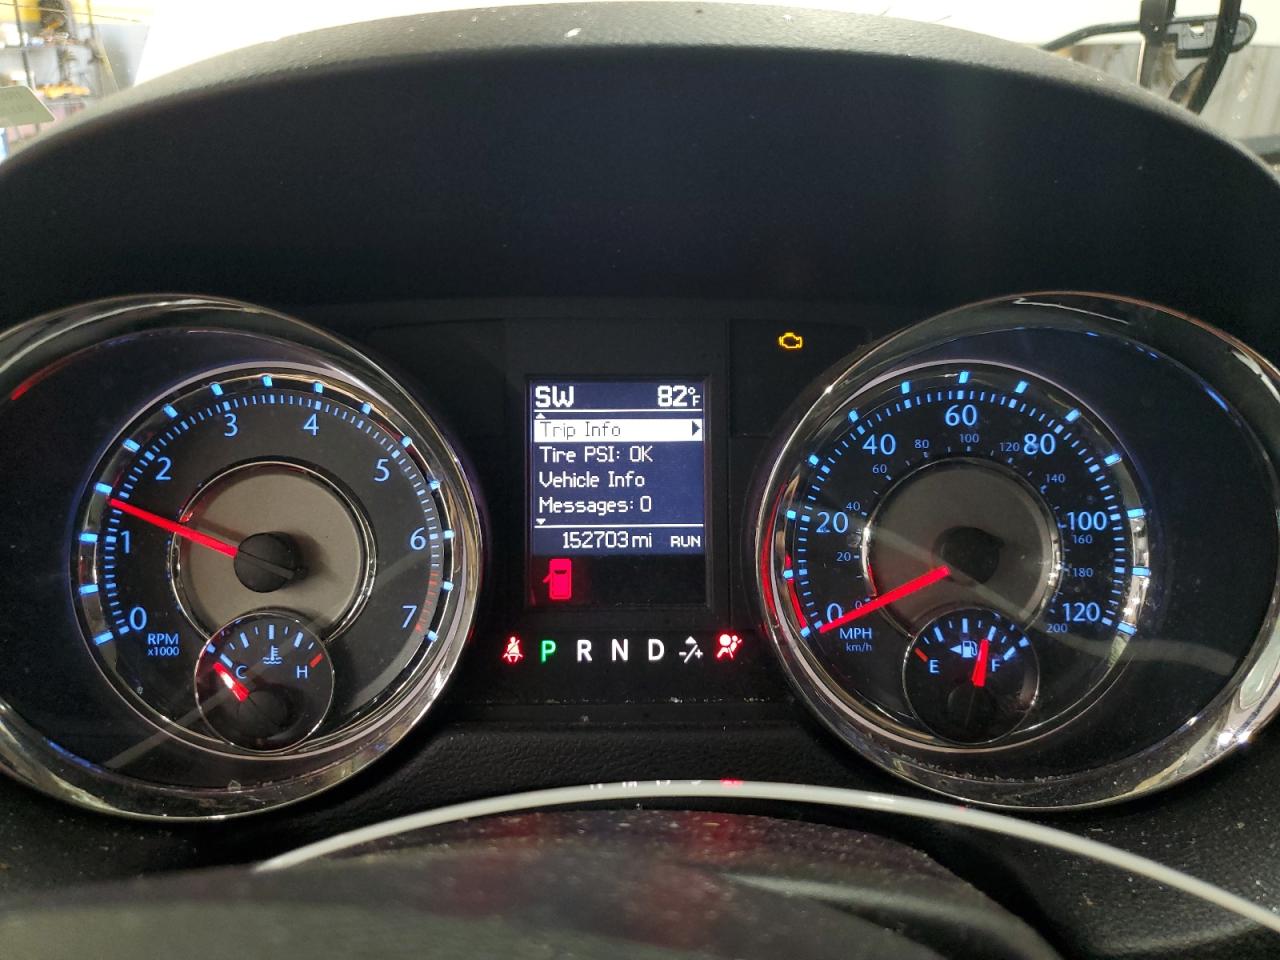 SW 82°F
Trip Info
Tire PSI: OK
Vehicle Info
Messages: 0
152703 mi RUN
P R N D -/+
0 1 2 3 4 5 6 7
RPM
x1000
C H
0 20 40 60 80 100 120
0 20 40 60 80 100 120 140 160 180 200
MPH
km/h
E F